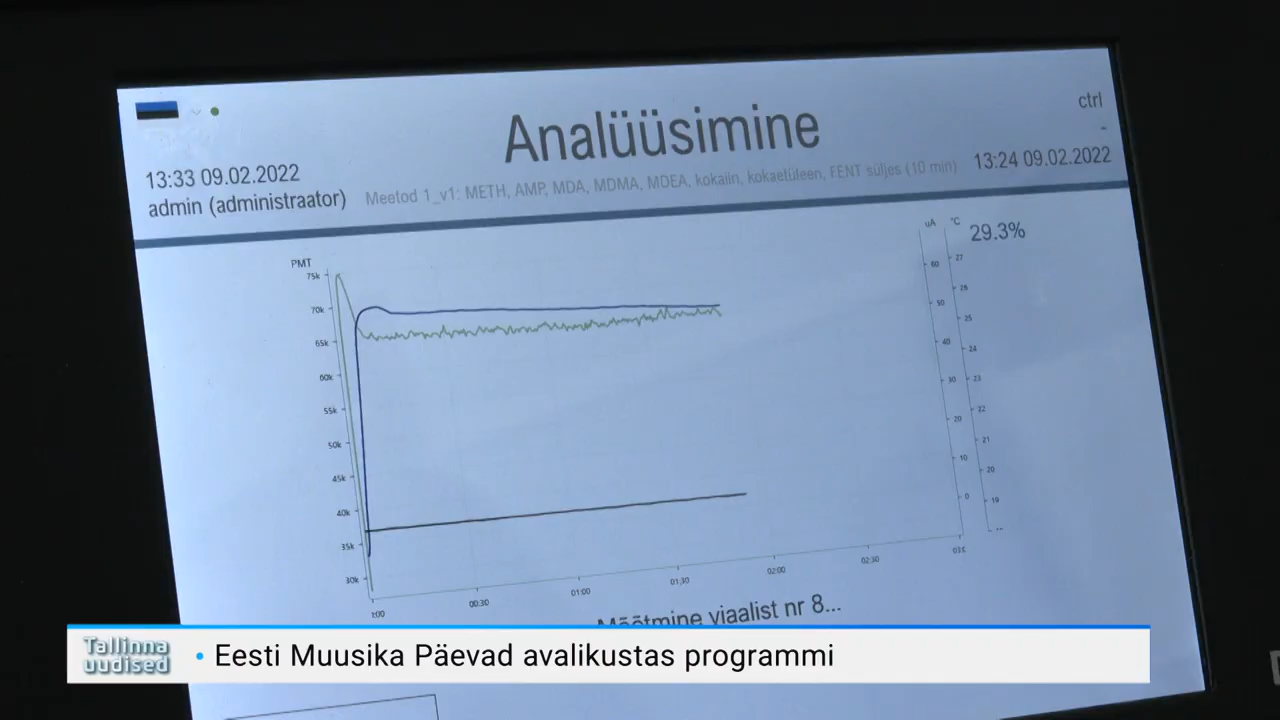 ctrl
Analüüsimine
-
13:33 09.02.2022
13:24 09.02.2022
admin (administraator)
Meetod 1_v1: METH, AMP, MDA, MDMA, MDEA, kokaiin, kokaetüleen, FENT süljes (10 min)
uA °C 29.3%
PMT
75k
70k
65k
60k
55k
50k
45k
40k
35k
30k
60
50
40
30
20
10
0
27
26
25
24
23
22
21
20
19
--
00:30
01:00
01:30
02:00
02:30
Mõõtmine viaalist nr 8...
Tallinna
uudised
• Eesti Muusika Päevad avalikustas programmi